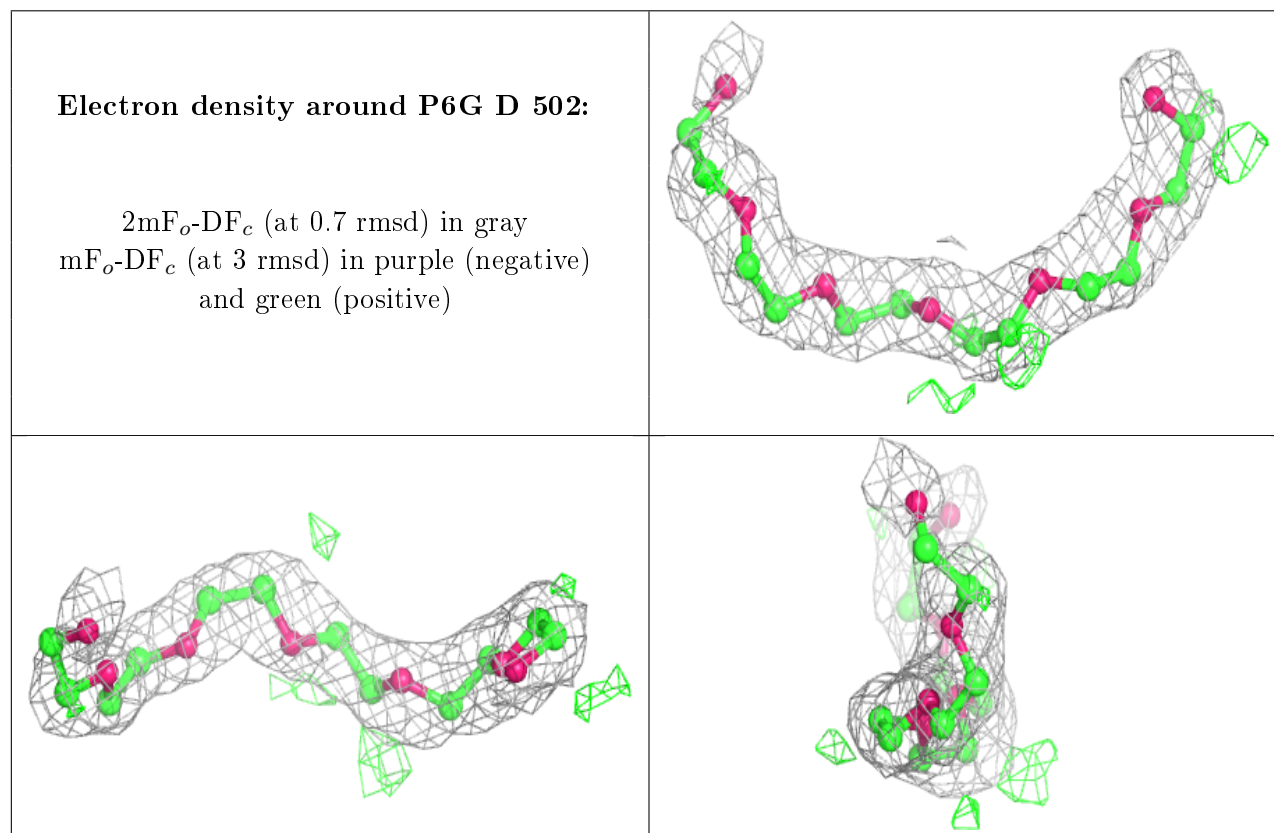 Electron density around P6G D 502:
2mFₒ-DF𝒸 (at 0.7 rmsd) in gray
mFₒ-DF𝒸 (at 3 rmsd) in purple (negative)
and green (positive)